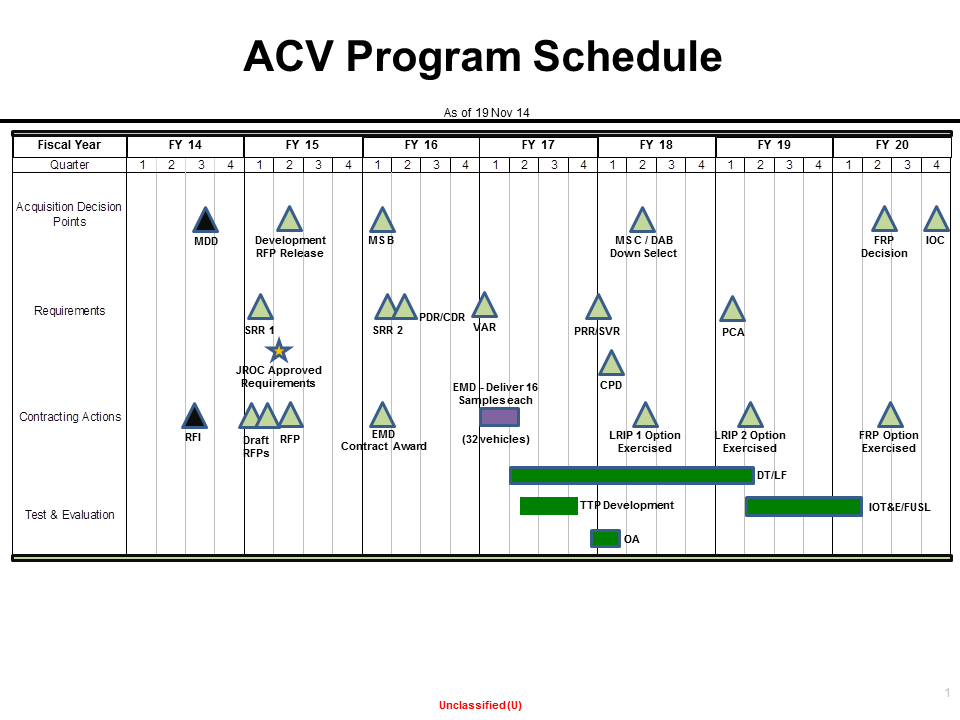 ACV Program Schedule
As of 19 Nov 14
Fiscal Year FY 14 FY 15 FY 16 FY 17 FY 18 FY 19 FY 20
Quarter 1 2 3 4 1 2 3 4 1 2 3 4 1 2 3 4 1 2 3 4 1 2 3 4 1 2 3 4
Acquisition Decision
Points
MDD
Development
RFP Release
MS B
MS C / DAB
Down Select
FRP
Decision
IOC
Requirements
SRR 1
SRR 2
PDR/CDR
VAR
PRR/SVR
PCA
JROC Approved
Requirements
CPD
Contracting Actions
RFI
Draft
RFPs
RFP
EMD
Contract Award
EMD - Deliver 16
Samples each
(32 vehicles)
LRIP 1 Option
Exercised
LRIP 2 Option
Exercised
FRP Option
Exercised
Test & Evaluation
DT/LF
TTP Development
IOT&E/FUSL
OA
1
Unclassified (U)